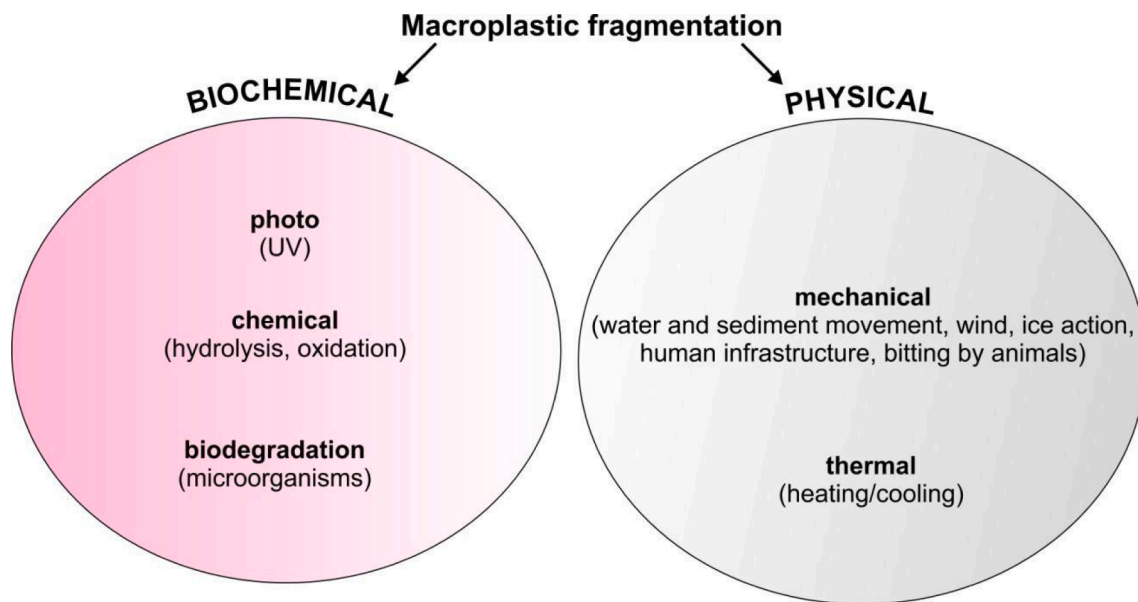 Macroplastic fragmentation
BIOCHEMICAL
photo
(UV)
chemical
(hydrolysis, oxidation)
biodegradation
(microorganisms)
PHYSICAL
mechanical
(water and sediment movement, wind, ice action,
human infrastructure, bitting by animals)
thermal
(heating/cooling)